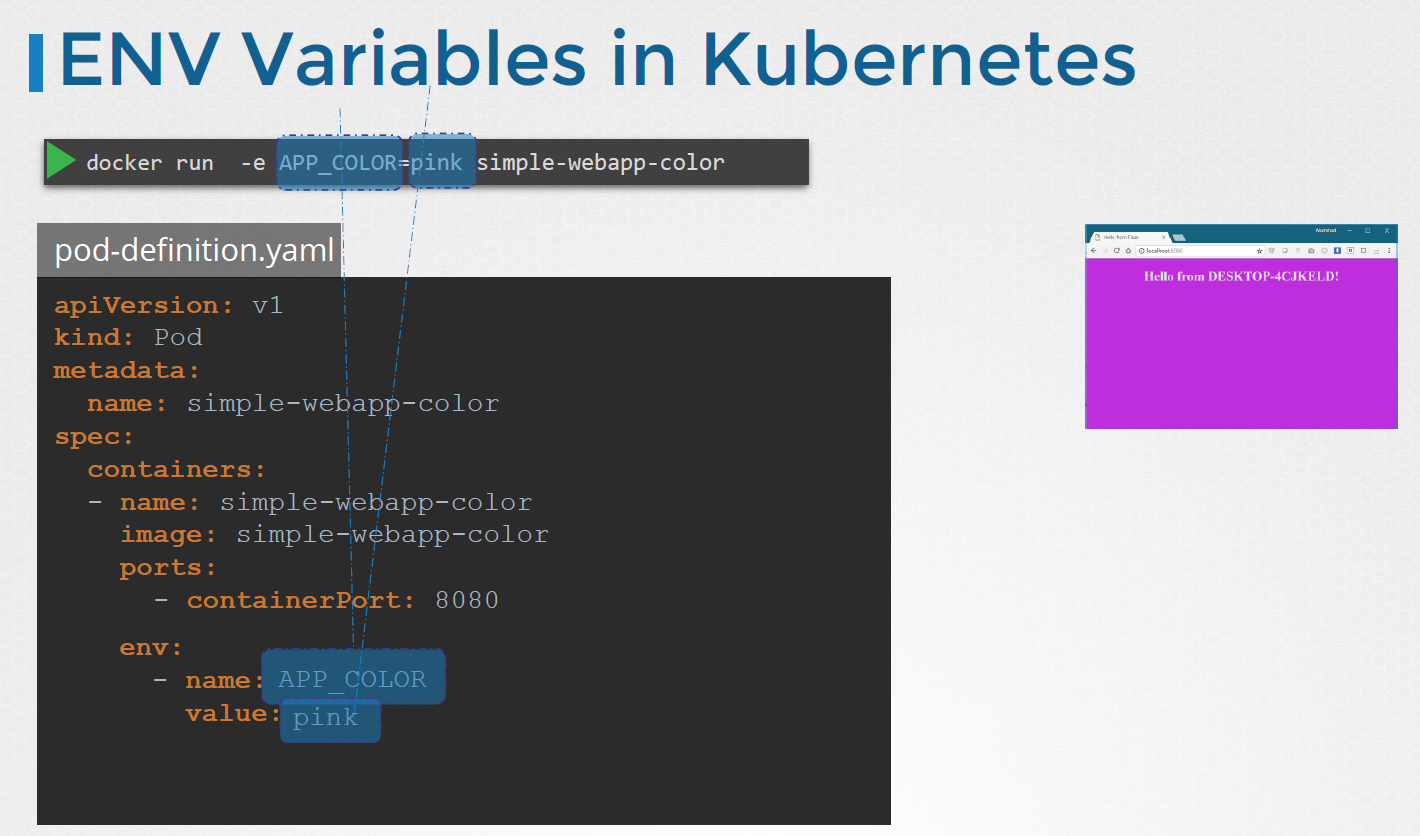 ENV Variables in Kubernetes
docker run -e APP_COLOR=pink simple-webapp-color
pod-definition.yaml
apiVersion: v1
kind: Pod
metadata:
name: simple-webapp-color
spec:
containers:
- name: simple-webapp-color
image: simple-webapp-color
ports:
- containerPort: 8080
env:
- name: APP_COLOR
value: pink
Hello from Flask
localhost:8080
Hello from DESKTOP-4CJKELD!